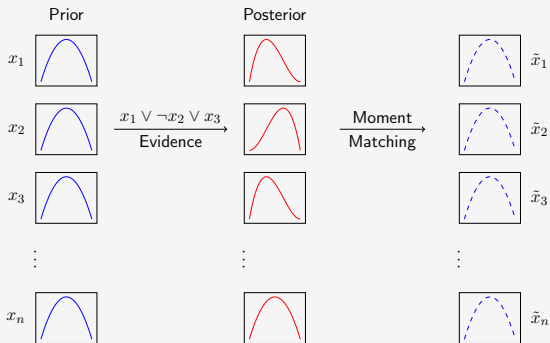 Prior
Posterior
x₁
x̃₁
x₂
x₁ ∨ ¬x₂ ∨ x₃
Evidence
Moment
Matching
x̃₂
x₃
x̃₃
⋮ ⋮ ⋮
xₙ
x̃ₙ